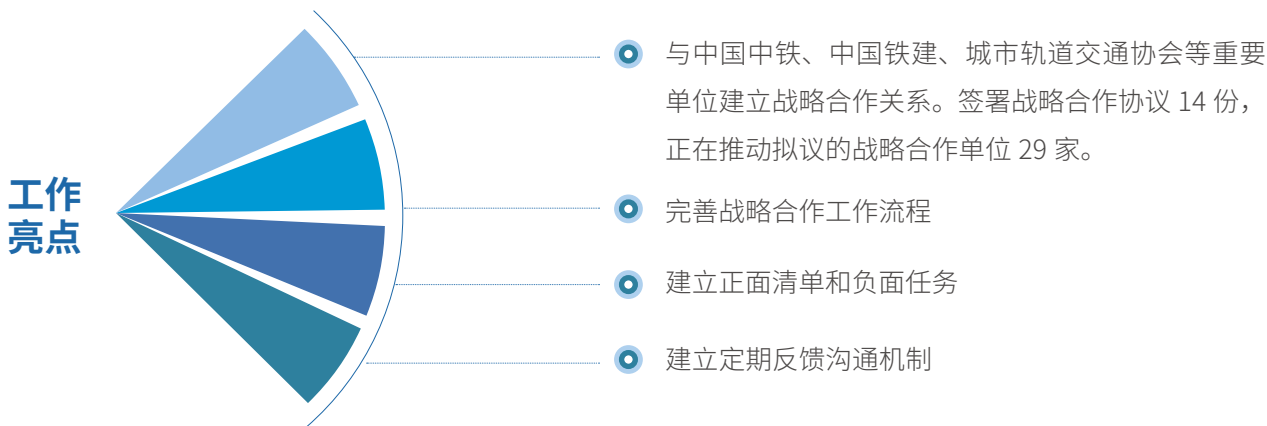 工作
亮点
与中国中铁、中国铁建、城市轨道交通协会等重要
单位建立战略合作关系。签署战略合作协议 14 份，
正在推动拟议的战略合作单位 29 家。
完善战略合作工作流程
建立正面清单和负面任务
建立定期反馈沟通机制